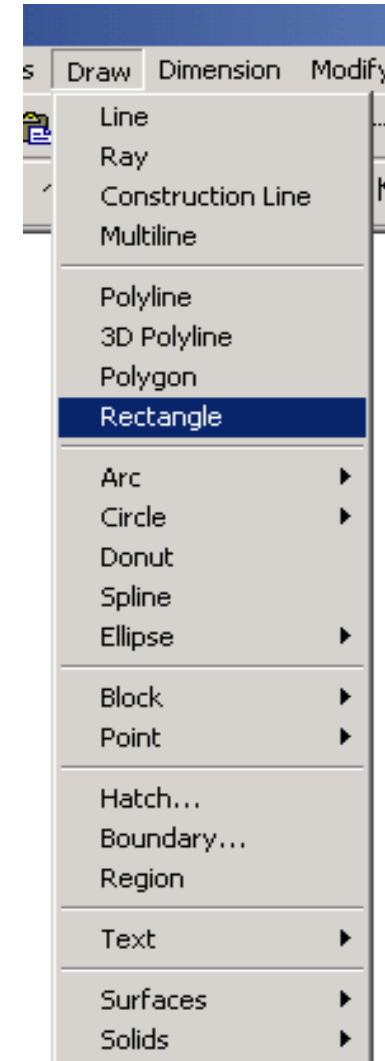 s Draw Dimension Modify
Line
Ray
Construction Line
Multiline
Polyline
3D Polyline
Polygon
Rectangle
Arc
Circle
Donut
Spline
Ellipse
Block
Point
Hatch...
Boundary...
Region
Text
Surfaces
Solids